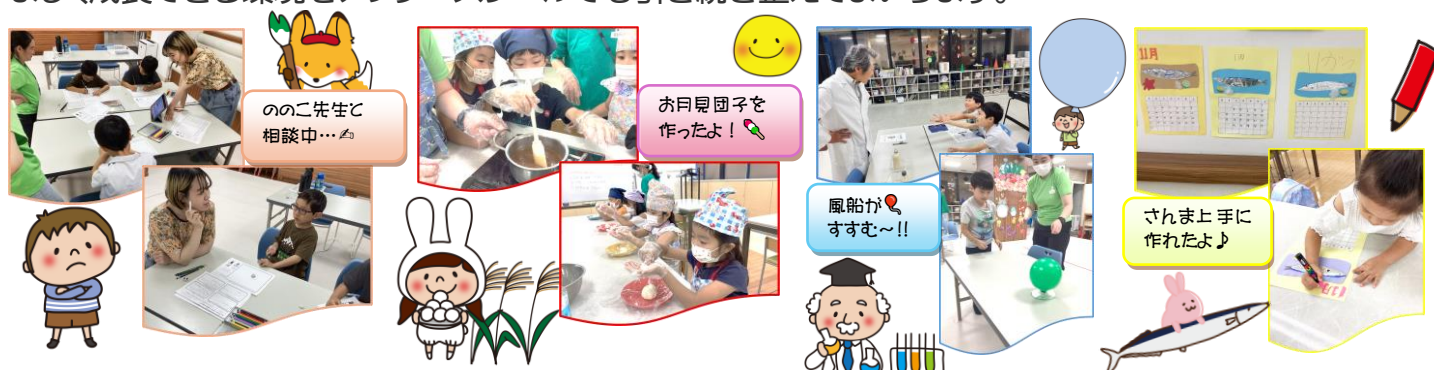 のの二先生と
相談中…✍
お月見団子を
作ったよ！🍡
風船が🎈
すすむ～!!
さんま上手に
作れたよ♪
11月